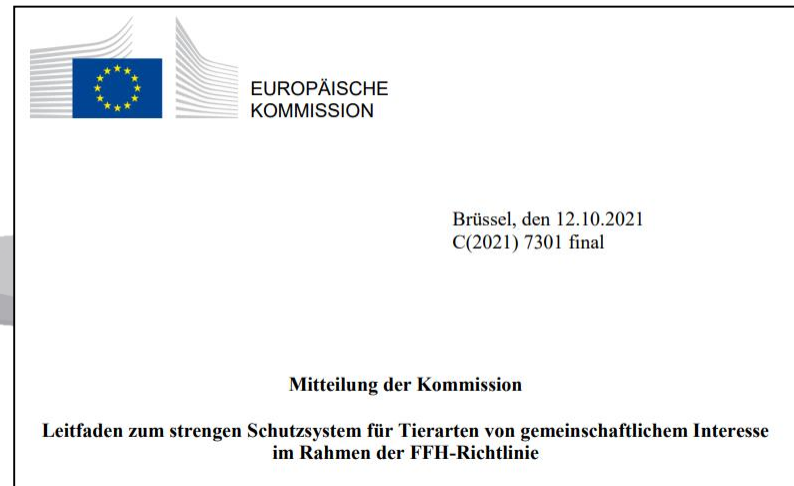 EUROPÄISCHE
KOMMISSION
Brüssel, den 12.10.2021
C(2021) 7301 final
Mitteilung der Kommission
Leitfaden zum strengen Schutzsystem für Tierarten von gemeinschaftlichem Interesse
im Rahmen der FFH-Richtlinie